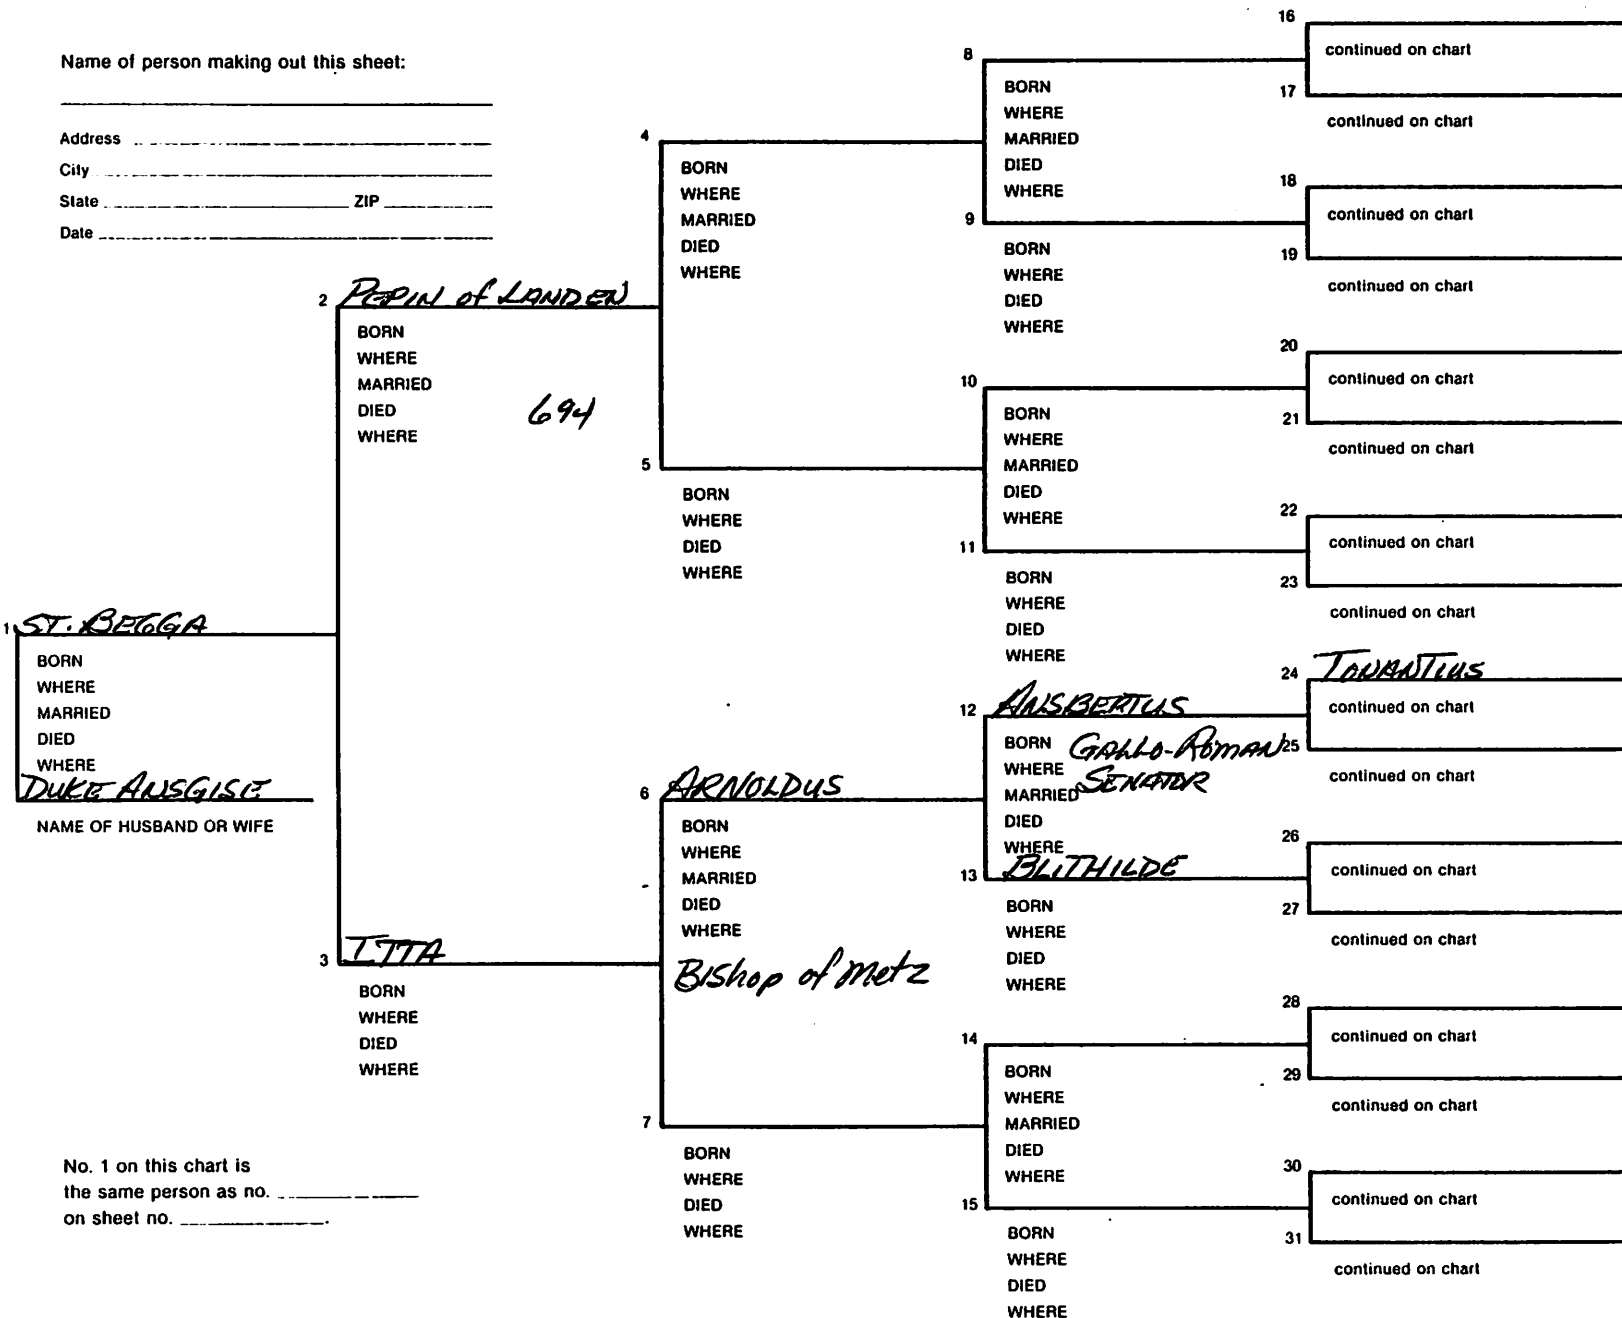 Name of person making out this sheet:
Address
City
State ZIP
Date
1 ST. BEGGA
BORN
WHERE
MARRIED
DIED
WHERE
DUKE ANSGISE
NAME OF HUSBAND OR WIFE
No. 1 on this chart is
the same person as no.
on sheet no. .
2 PEPIN of LANDEN
BORN
WHERE
MARRIED
DIED 694
WHERE
3 ITTA
BORN
WHERE
DIED
WHERE
4
BORN
WHERE
MARRIED
DIED
WHERE
5
BORN
WHERE
DIED
WHERE
6 ARNOLDUS
BORN
WHERE
MARRIED
DIED
WHERE
Bishop of Metz
7
BORN
WHERE
DIED
WHERE
8
BORN
WHERE
MARRIED
DIED
WHERE
9
BORN
WHERE
DIED
WHERE
10
BORN
WHERE
MARRIED
DIED
WHERE
11
BORN
WHERE
DIED
WHERE
12 ANSBERTUS
BORN GALLO-ROMAN
WHERE SENATOR
MARRIED
DIED
WHERE
13 BLITHILDE
BORN
WHERE
DIED
WHERE
14
BORN
WHERE
MARRIED
DIED
WHERE
15
BORN
WHERE
DIED
WHERE
16
continued on chart
17
continued on chart
18
continued on chart
19
continued on chart
20
continued on chart
21
continued on chart
22
continued on chart
23
continued on chart
24 TONANTIUS
continued on chart
25
continued on chart
26
continued on chart
27
continued on chart
28
continued on chart
29
continued on chart
30
continued on chart
31
continued on chart